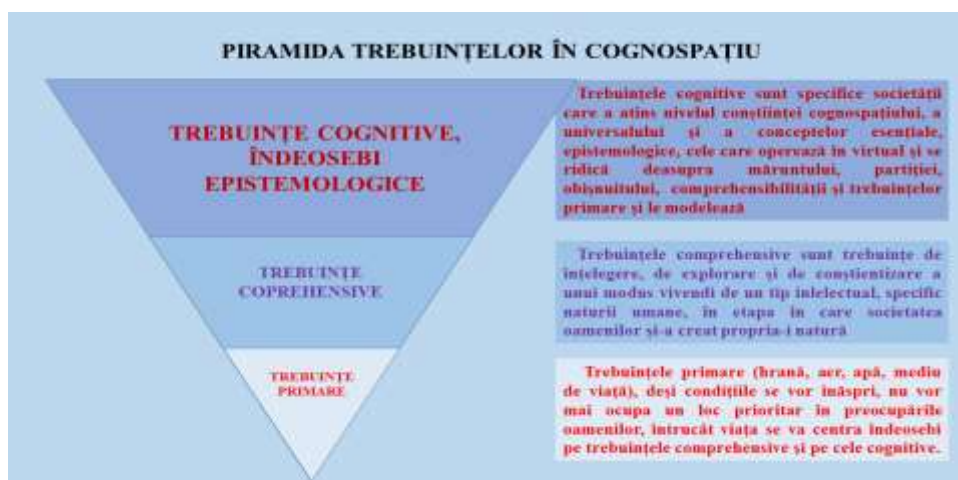 PIRAMIDA TREBUINȚELOR ÎN COGNOSPAȚIU
TREBUINȚE COGNITIVE,
ÎNDEOSEBI
EPISTEMOLOGICE
Trebuințele cognitive sunt specifice societății
care a atins nivelul conștiinței cognospațiului, a
universalului și a conceptelor esențiale,
epistemologice, cele care operează în virtual și se
ridică deasupra măruntului, partiției,
obișnuitului, comprehensibilității și trebuințelor
primare și le modelează
TREBUINȚE
COPREHENSIVE
Trebuințele comprehensive sunt trebuințe de
înțelegere, de explorare și de conștientizare a
unui modus vivendi de un tip intelectual, specific
naturii umane, în etapa în care societatea
oamenilor și-a creat propria-i natură
TREBUINȚE
PRIMARE
Trebuințele primare (hrană, aer, apă, mediu
de viață), deși condițiile se vor înăspri, nu vor
mai ocupa un loc prioritar în preocupările
oamenilor, întrucât viața se va centra îndeosebi
pe trebuințele comprehensive și pe cele cognitive.